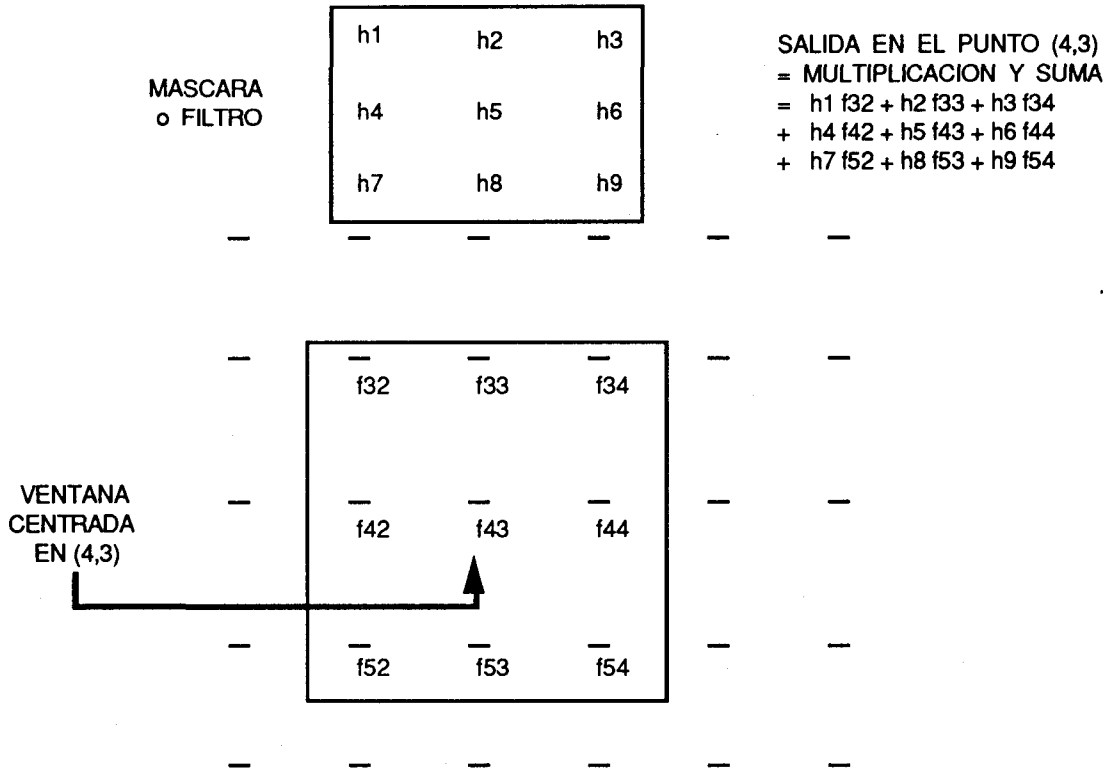 h1 h2 h3
MASCARA
o FILTRO
h4 h5 h6
h7 h8 h9
SALIDA EN EL PUNTO (4,3)
= MULTIPLICACION Y SUMA
= h1 f32 + h2 f33 + h3 f34
+ h4 f42 + h5 f43 + h6 f44
+ h7 f52 + h8 f53 + h9 f54
f32 f33 f34
VENTANA
CENTRADA
EN (4,3)
f42 f43 f44
f52 f53 f54